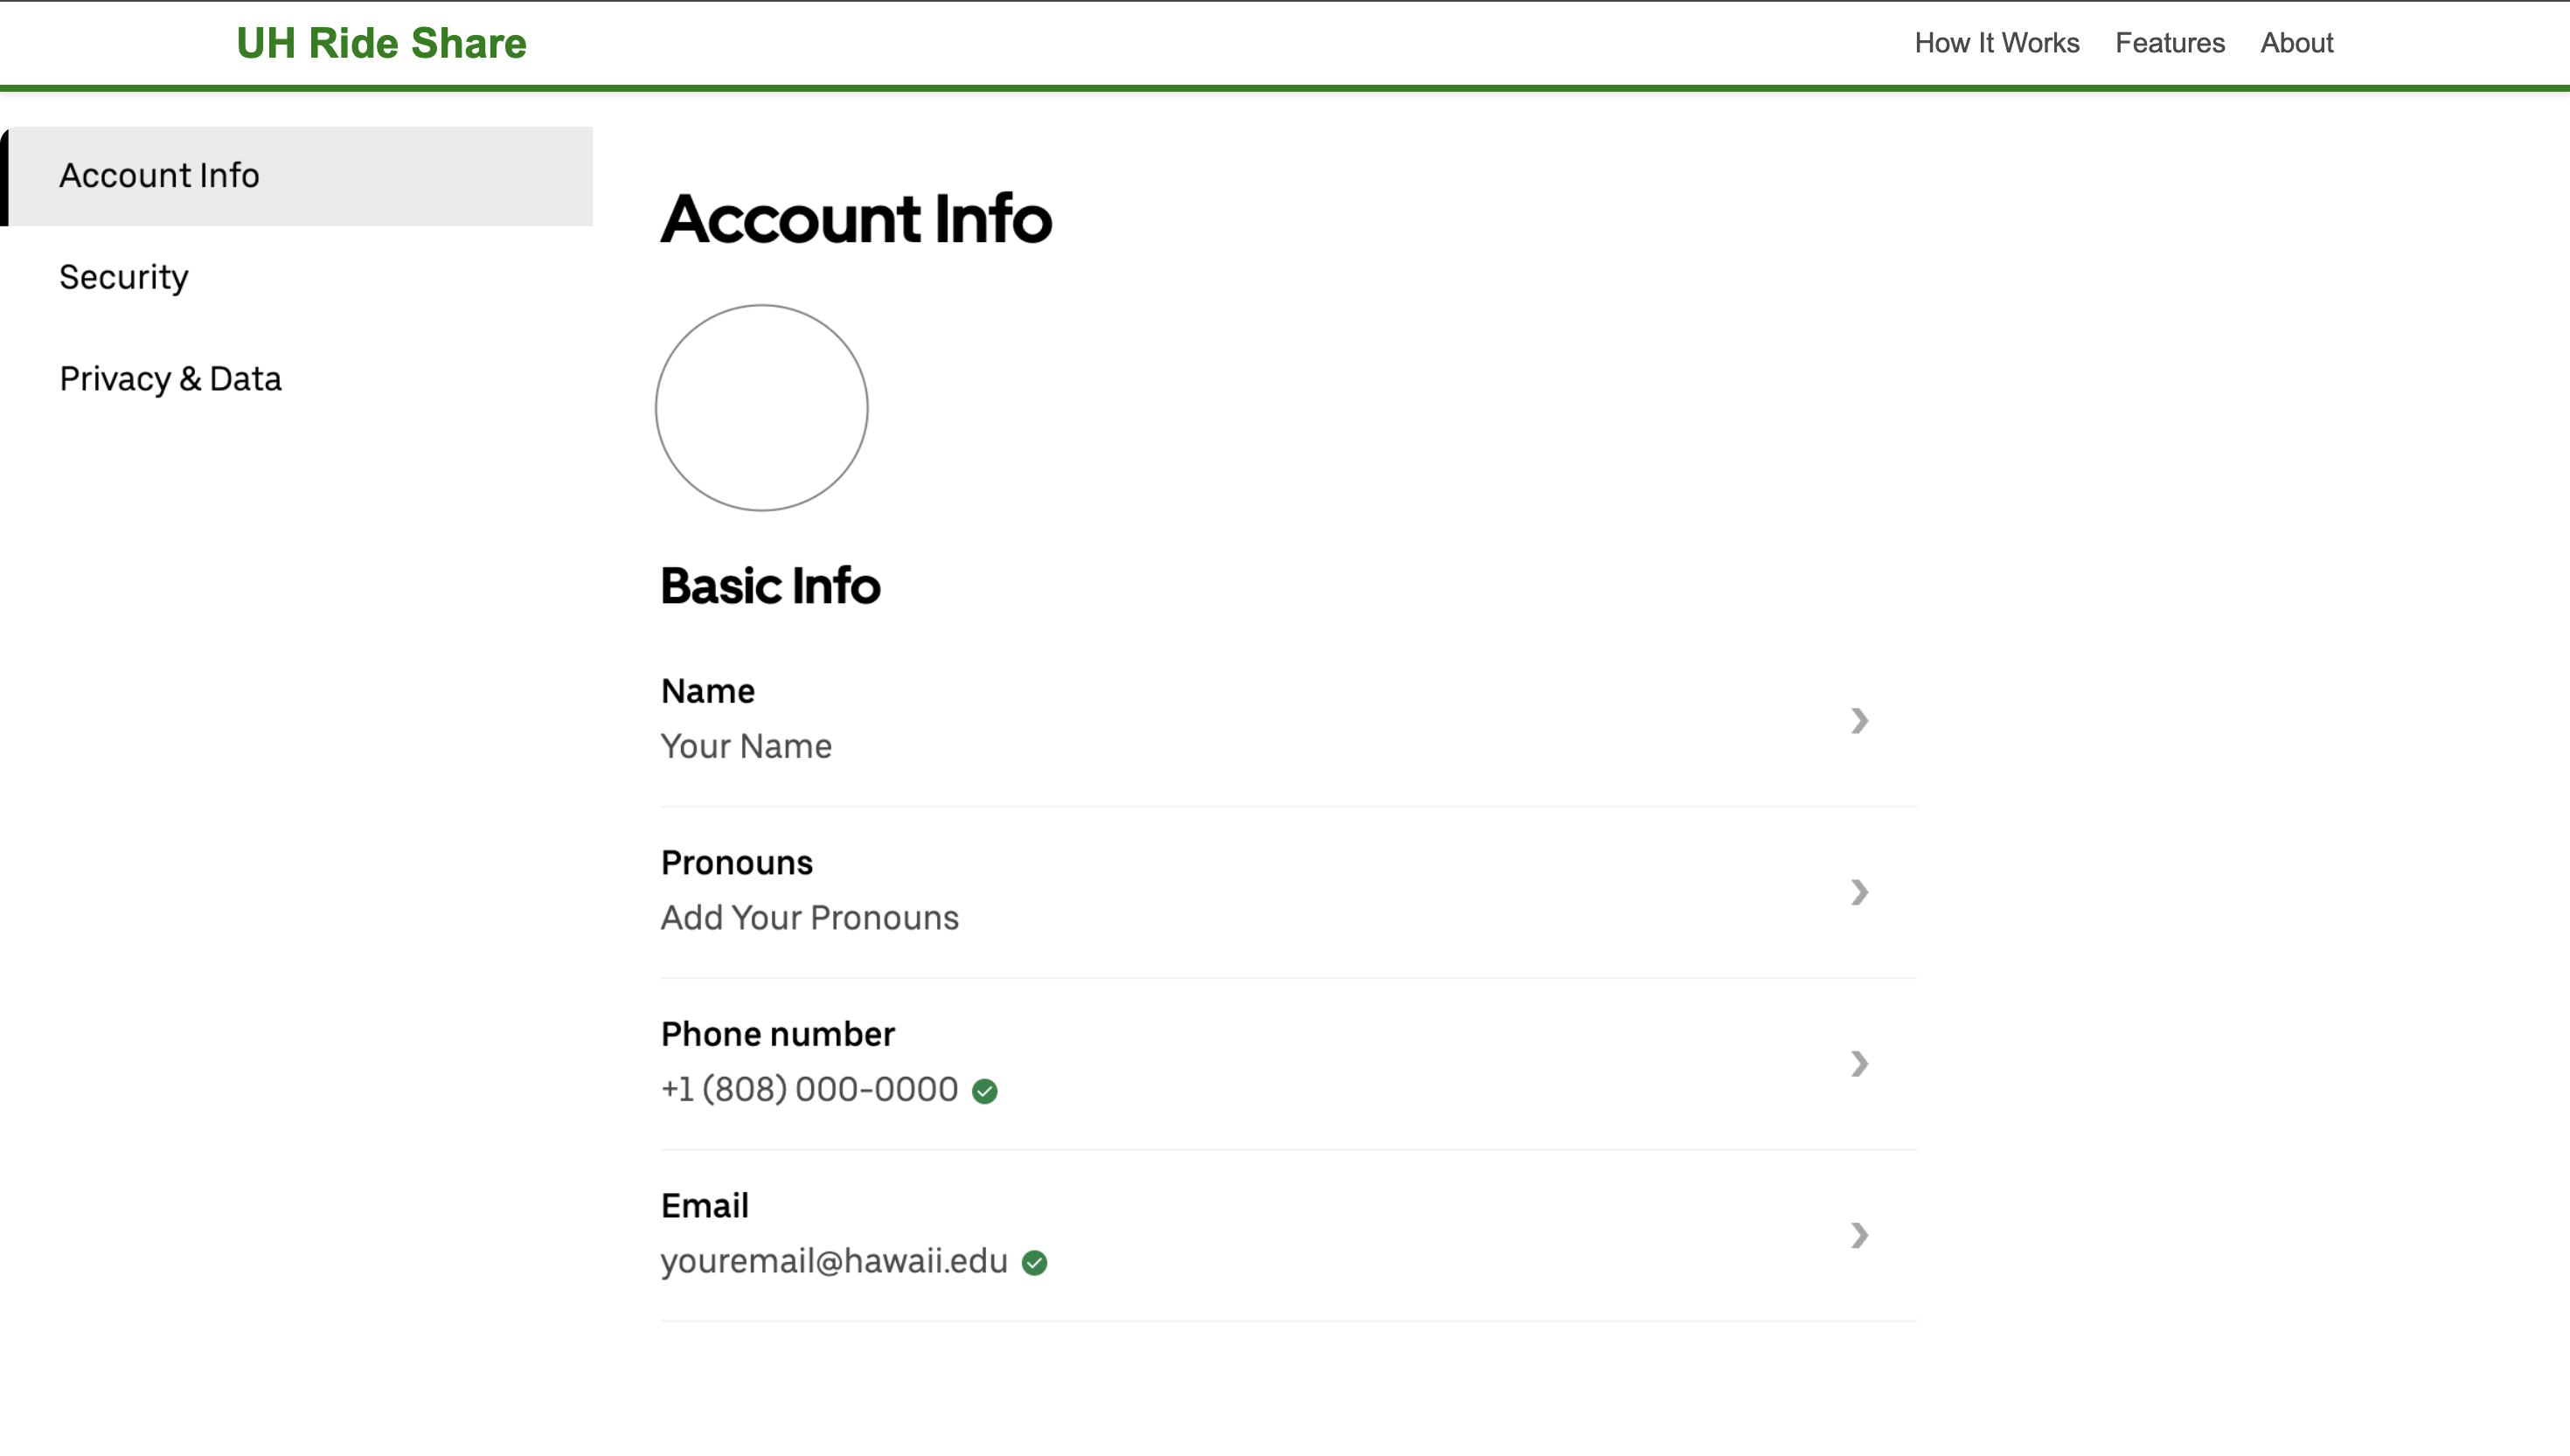 UH Ride Share
How It Works Features About
Account Info
Security
Privacy & Data
Account Info
Basic Info
Name
Your Name
Pronouns
Add Your Pronouns
Phone number
+1 (808) 000-0000
Email
youremail@hawaii.edu